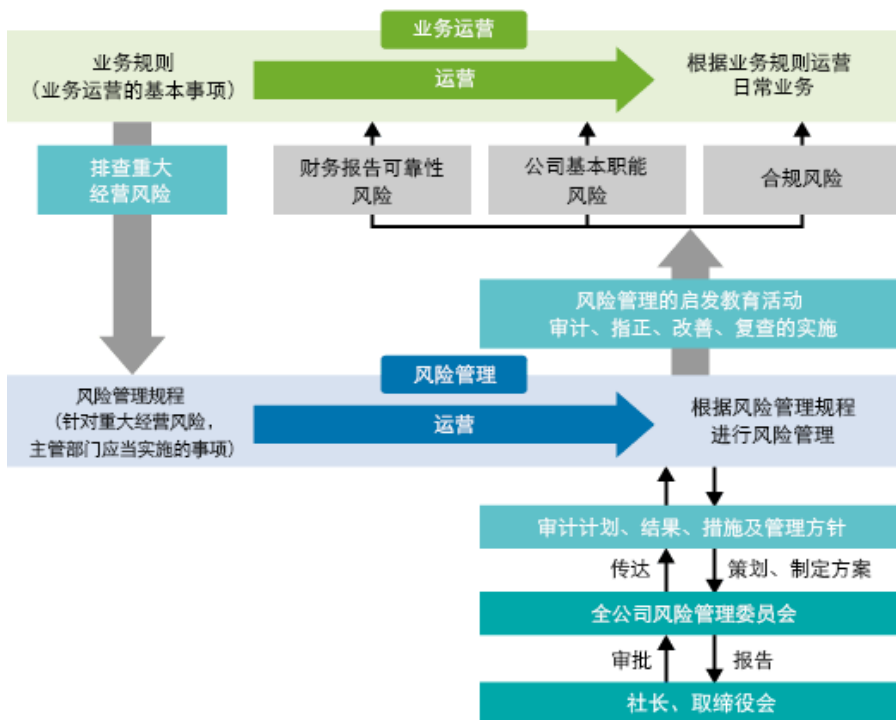 业务运营
业务规则
（业务运营的基本事项）
运营
根据业务规则运营
日常业务
排查重大
经营风险
财务报告可靠性
风险
公司基本职能
风险
合规风险
风险管理的启发教育活动
审计、指正、改善、复查的实施
风险管理
风险管理规程
（针对重大经营风险，
主管部门应当实施的事项）
运营
根据风险管理规程
进行风险管理
审计计划、结果、措施及管理方针
传达
策划、制定方案
全公司风险管理委员会
审批
报告
社长、取缔役会